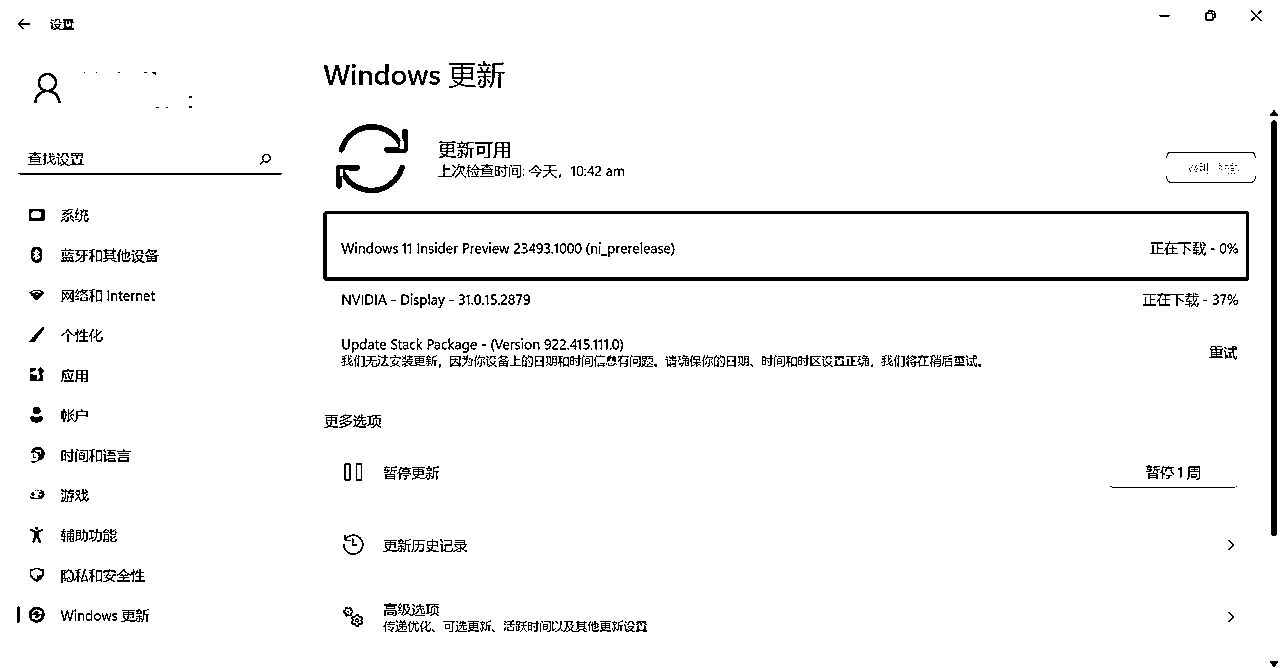 设置
Windows 更新
更新可用
上次检查时间: 今天，10:42 am
查找设置
系统
蓝牙和其他设备
网络和 Internet
个性化
应用
帐户
时间和语言
游戏
辅助功能
隐私和安全性
Windows 更新
Windows 11 Insider Preview 23493.1000 (ni_prerelease)
正在下载 - 0%
NVIDIA - Display - 31.0.15.2879
正在下载 - 37%
Update Stack Package - (Version 922.415.111.0)
我们无法安装更新，因为你设备上的日期和时间信息有问题。请确保你的日期、时间和时区设置正确，我们将在稍后重试。
重试
更多选项
暂停更新
暂停 1 周
更新历史记录
高级选项
传递优化、可选更新、活跃时间以及其他更新设置